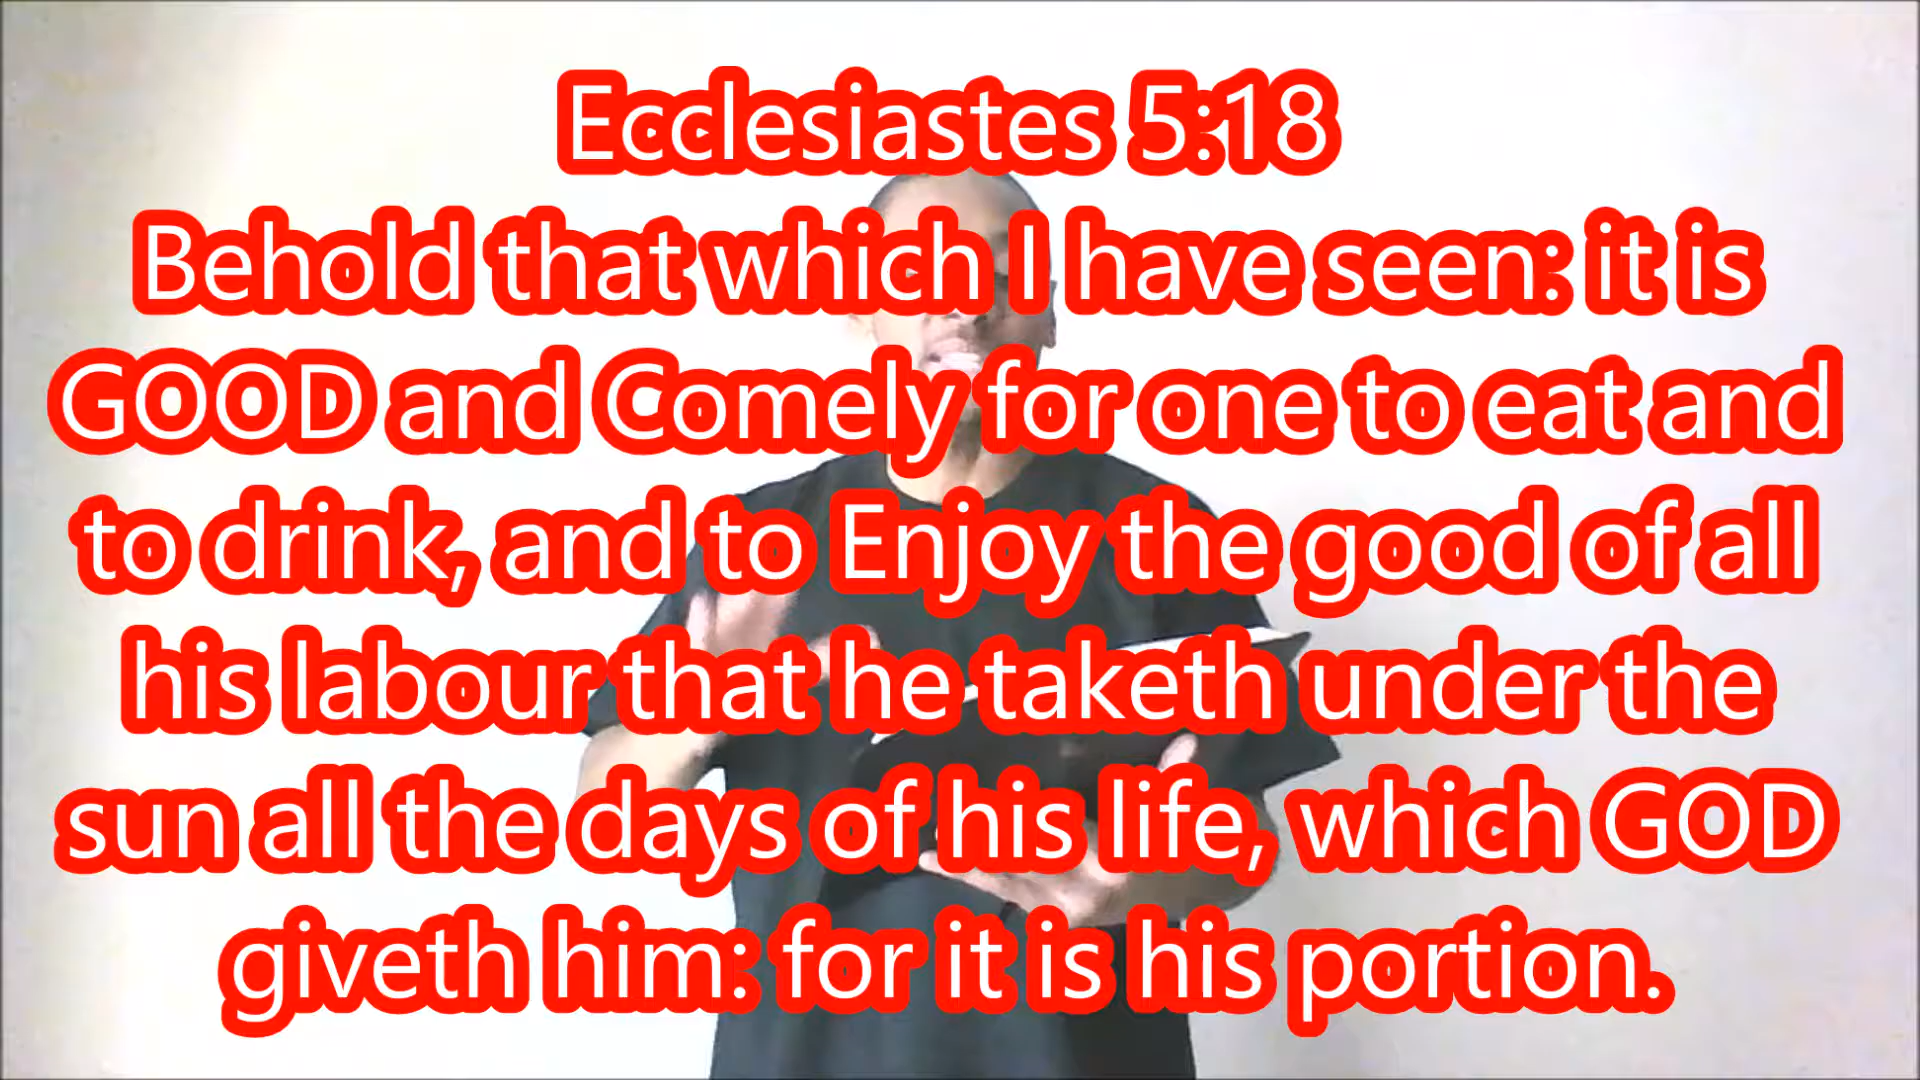 Ecclesiastes 5:18
Behold that which I have seen: it is
GOOD and Comely for one to eat and
to drink, and to Enjoy the good of all
his labour that he taketh under the
sun all the days of his life, which GOD
giveth him: for it is his portion.